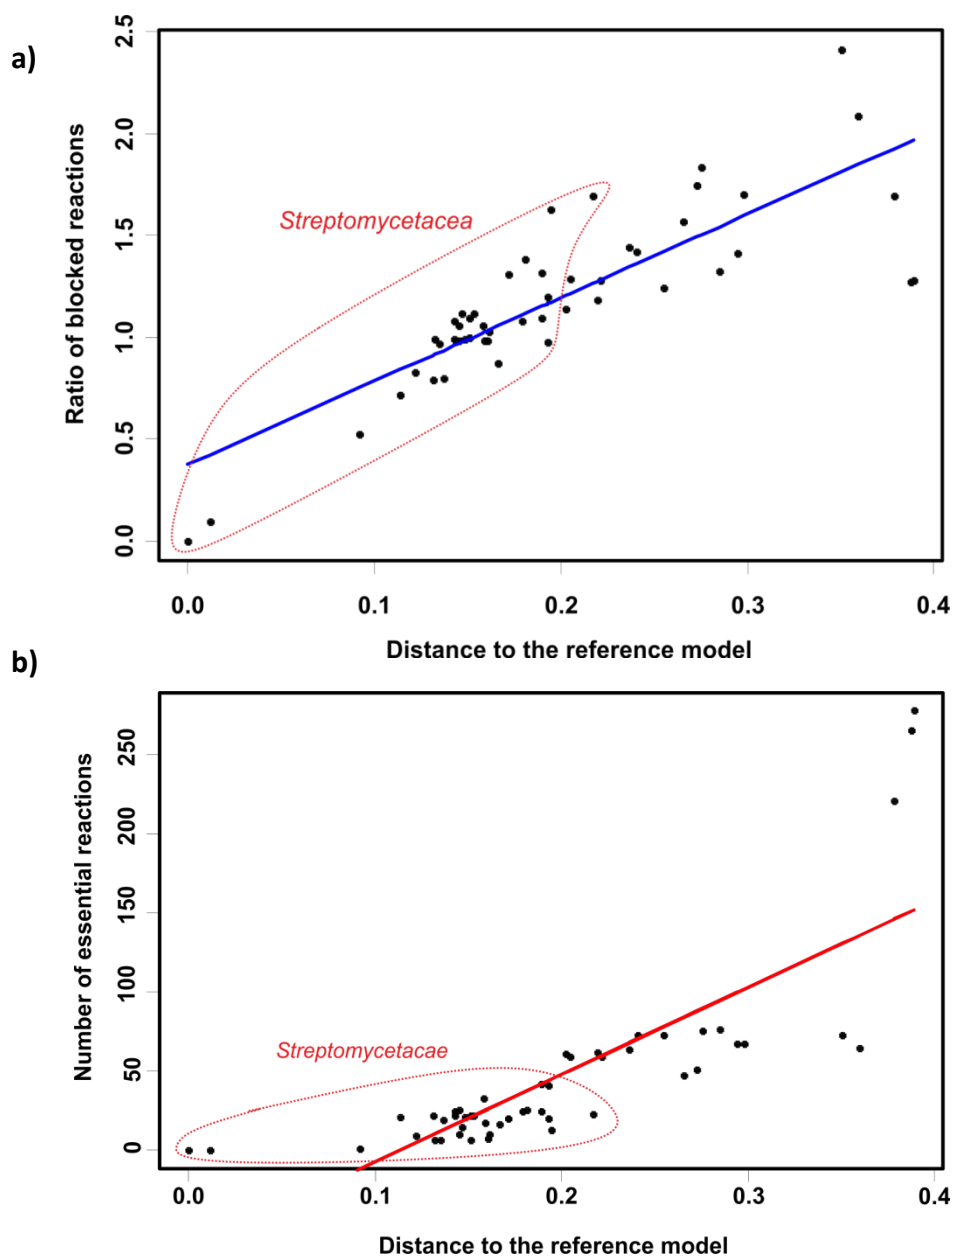 a)
Ratio of blocked reactions
2.5
2.0
1.5
1.0
0.5
0.0
Streptomycetacea
0.0 0.1 0.2 0.3 0.4
Distance to the reference model
b)
Number of essential reactions
250
200
150
100
50
0
Streptomycetacae
0.0 0.1 0.2 0.3 0.4
Distance to the reference model